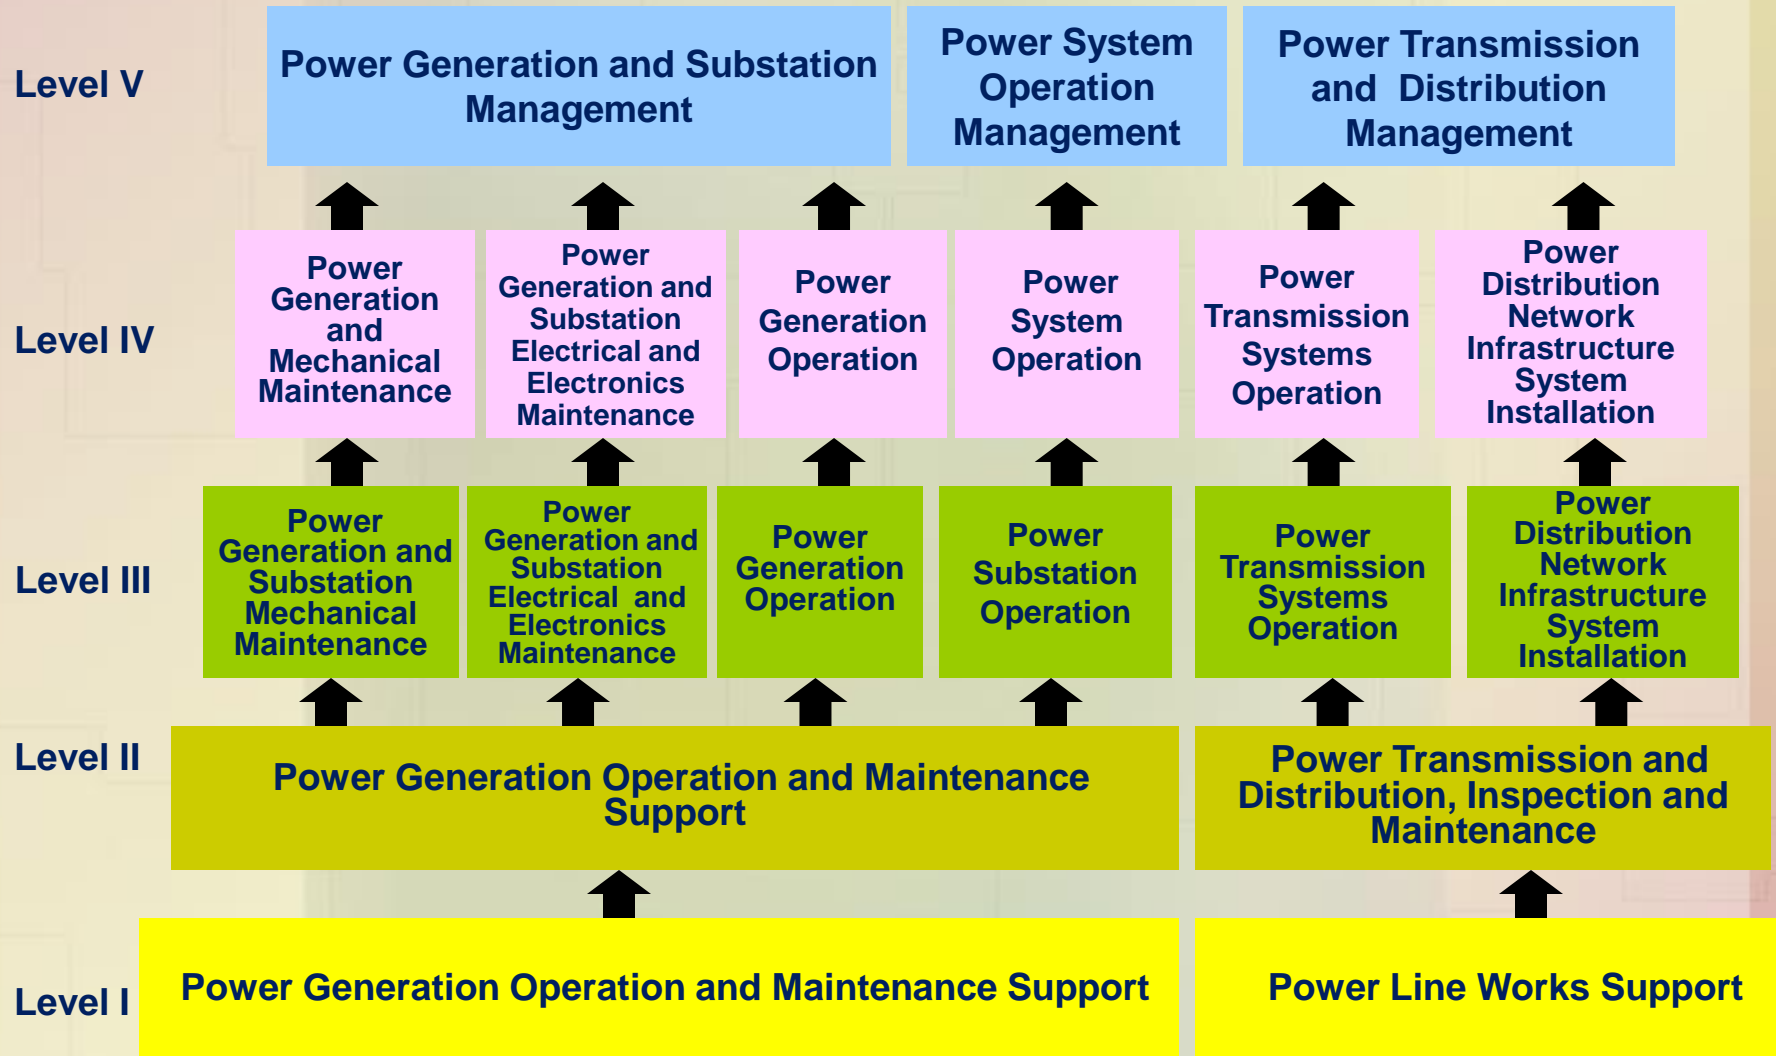 Level V
Power Generation and Substation
Management
Power System
Operation
Management
Power Transmission
and Distribution
Management
Level IV
Power
Generation
and
Mechanical
Maintenance
Power
Generation and
Substation
Electrical and
Electronics
Maintenance
Power
Generation
Operation
Power
System
Operation
Power
Transmission
Systems
Operation
Power
Distribution
Network
Infrastructure
System
Installation
Level III
Power
Generation and
Substation
Mechanical
Maintenance
Power
Generation and
Substation
Electrical and
Electronics
Maintenance
Power
Generation
Operation
Power
Substation
Operation
Power
Transmission
Systems
Operation
Power
Distribution
Network
Infrastructure
System
Installation
Level II
Power Generation Operation and Maintenance
Support
Power Transmission and
Distribution, Inspection and
Maintenance
Level I
Power Generation Operation and Maintenance Support
Power Line Works Support